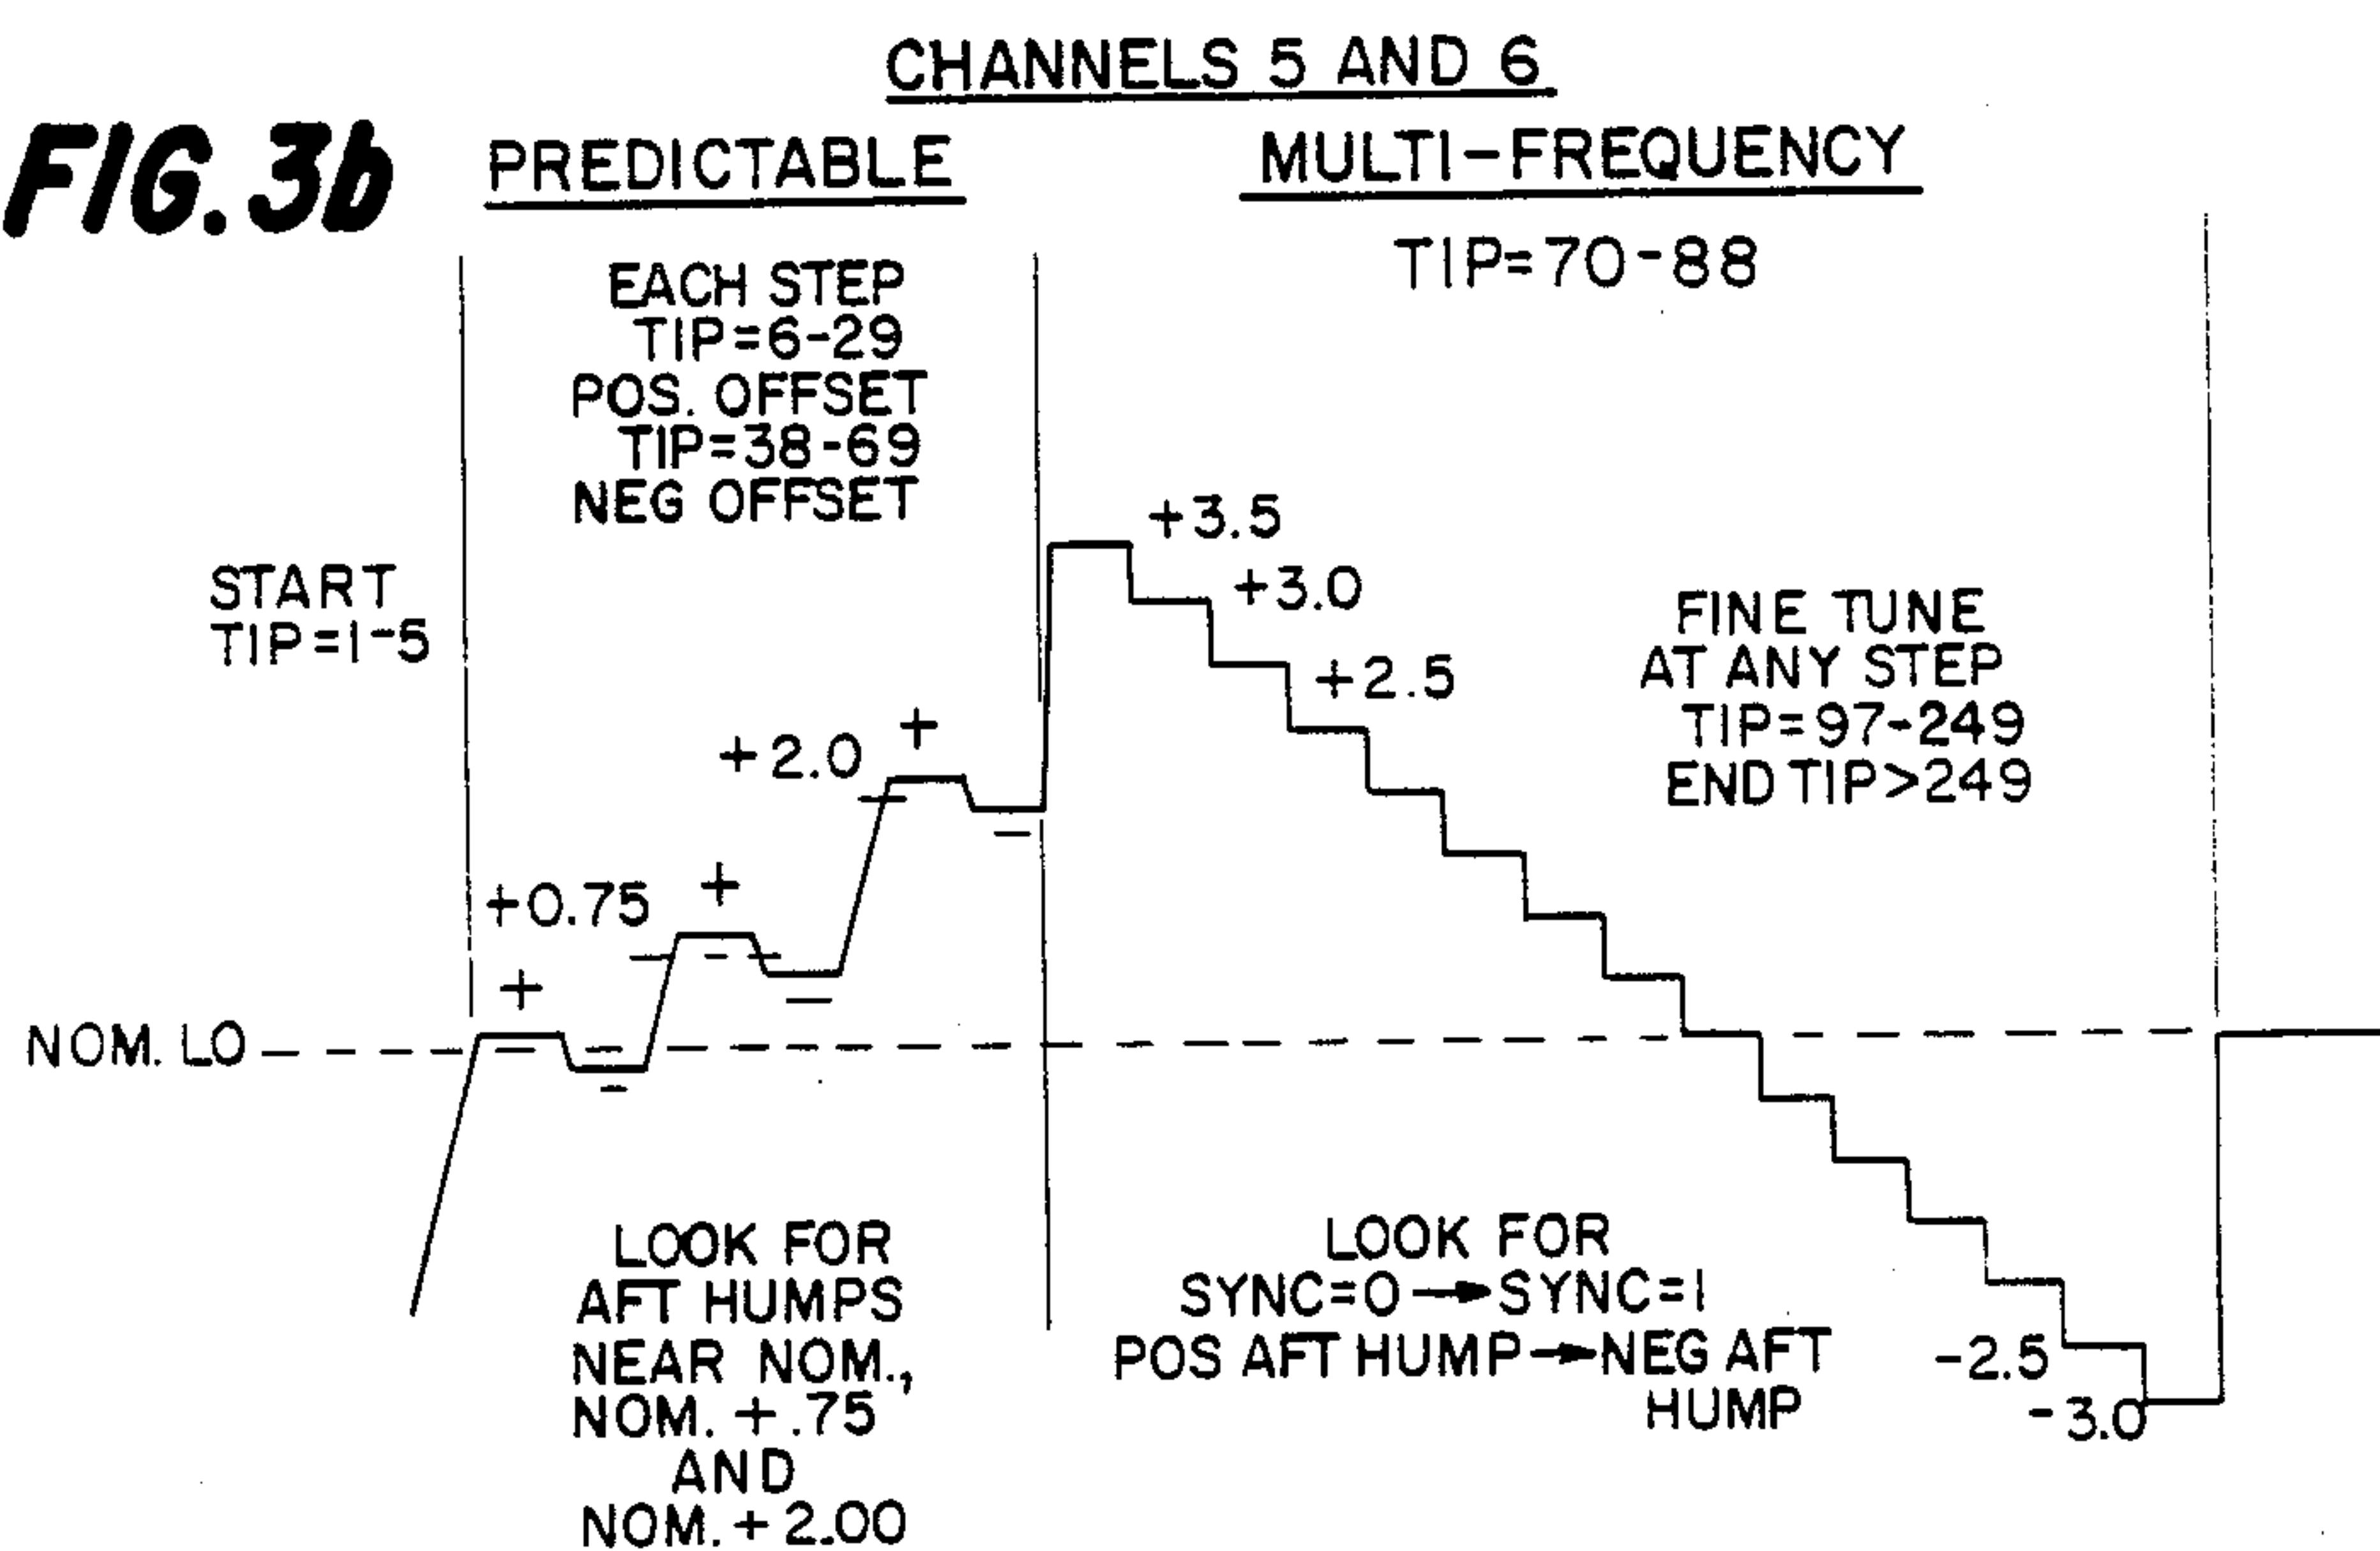 CHANNELS 5 AND 6
FIG.3b
PREDICTABLE
MULTI-FREQUENCY
TIP=70-88
EACH STEP
TIP=6-29
POS. OFFSET
TIP=38-69
NEG OFFSET
START
TIP=1-5
+3.5
+3.0
+2.5
FINE TUNE
AT ANY STEP
TIP=97-249
END TIP>249
+2.0
+
-
+0.75
+
-
+
-
NOM. LO
LOOK FOR
AFT HUMPS
NEAR NOM.,
NOM. + .75
AND
NOM. + 2.00
LOOK FOR
SYNC=0→SYNC=1
POS AFT HUMP→NEG AFT
HUMP
-2.5
-3.0